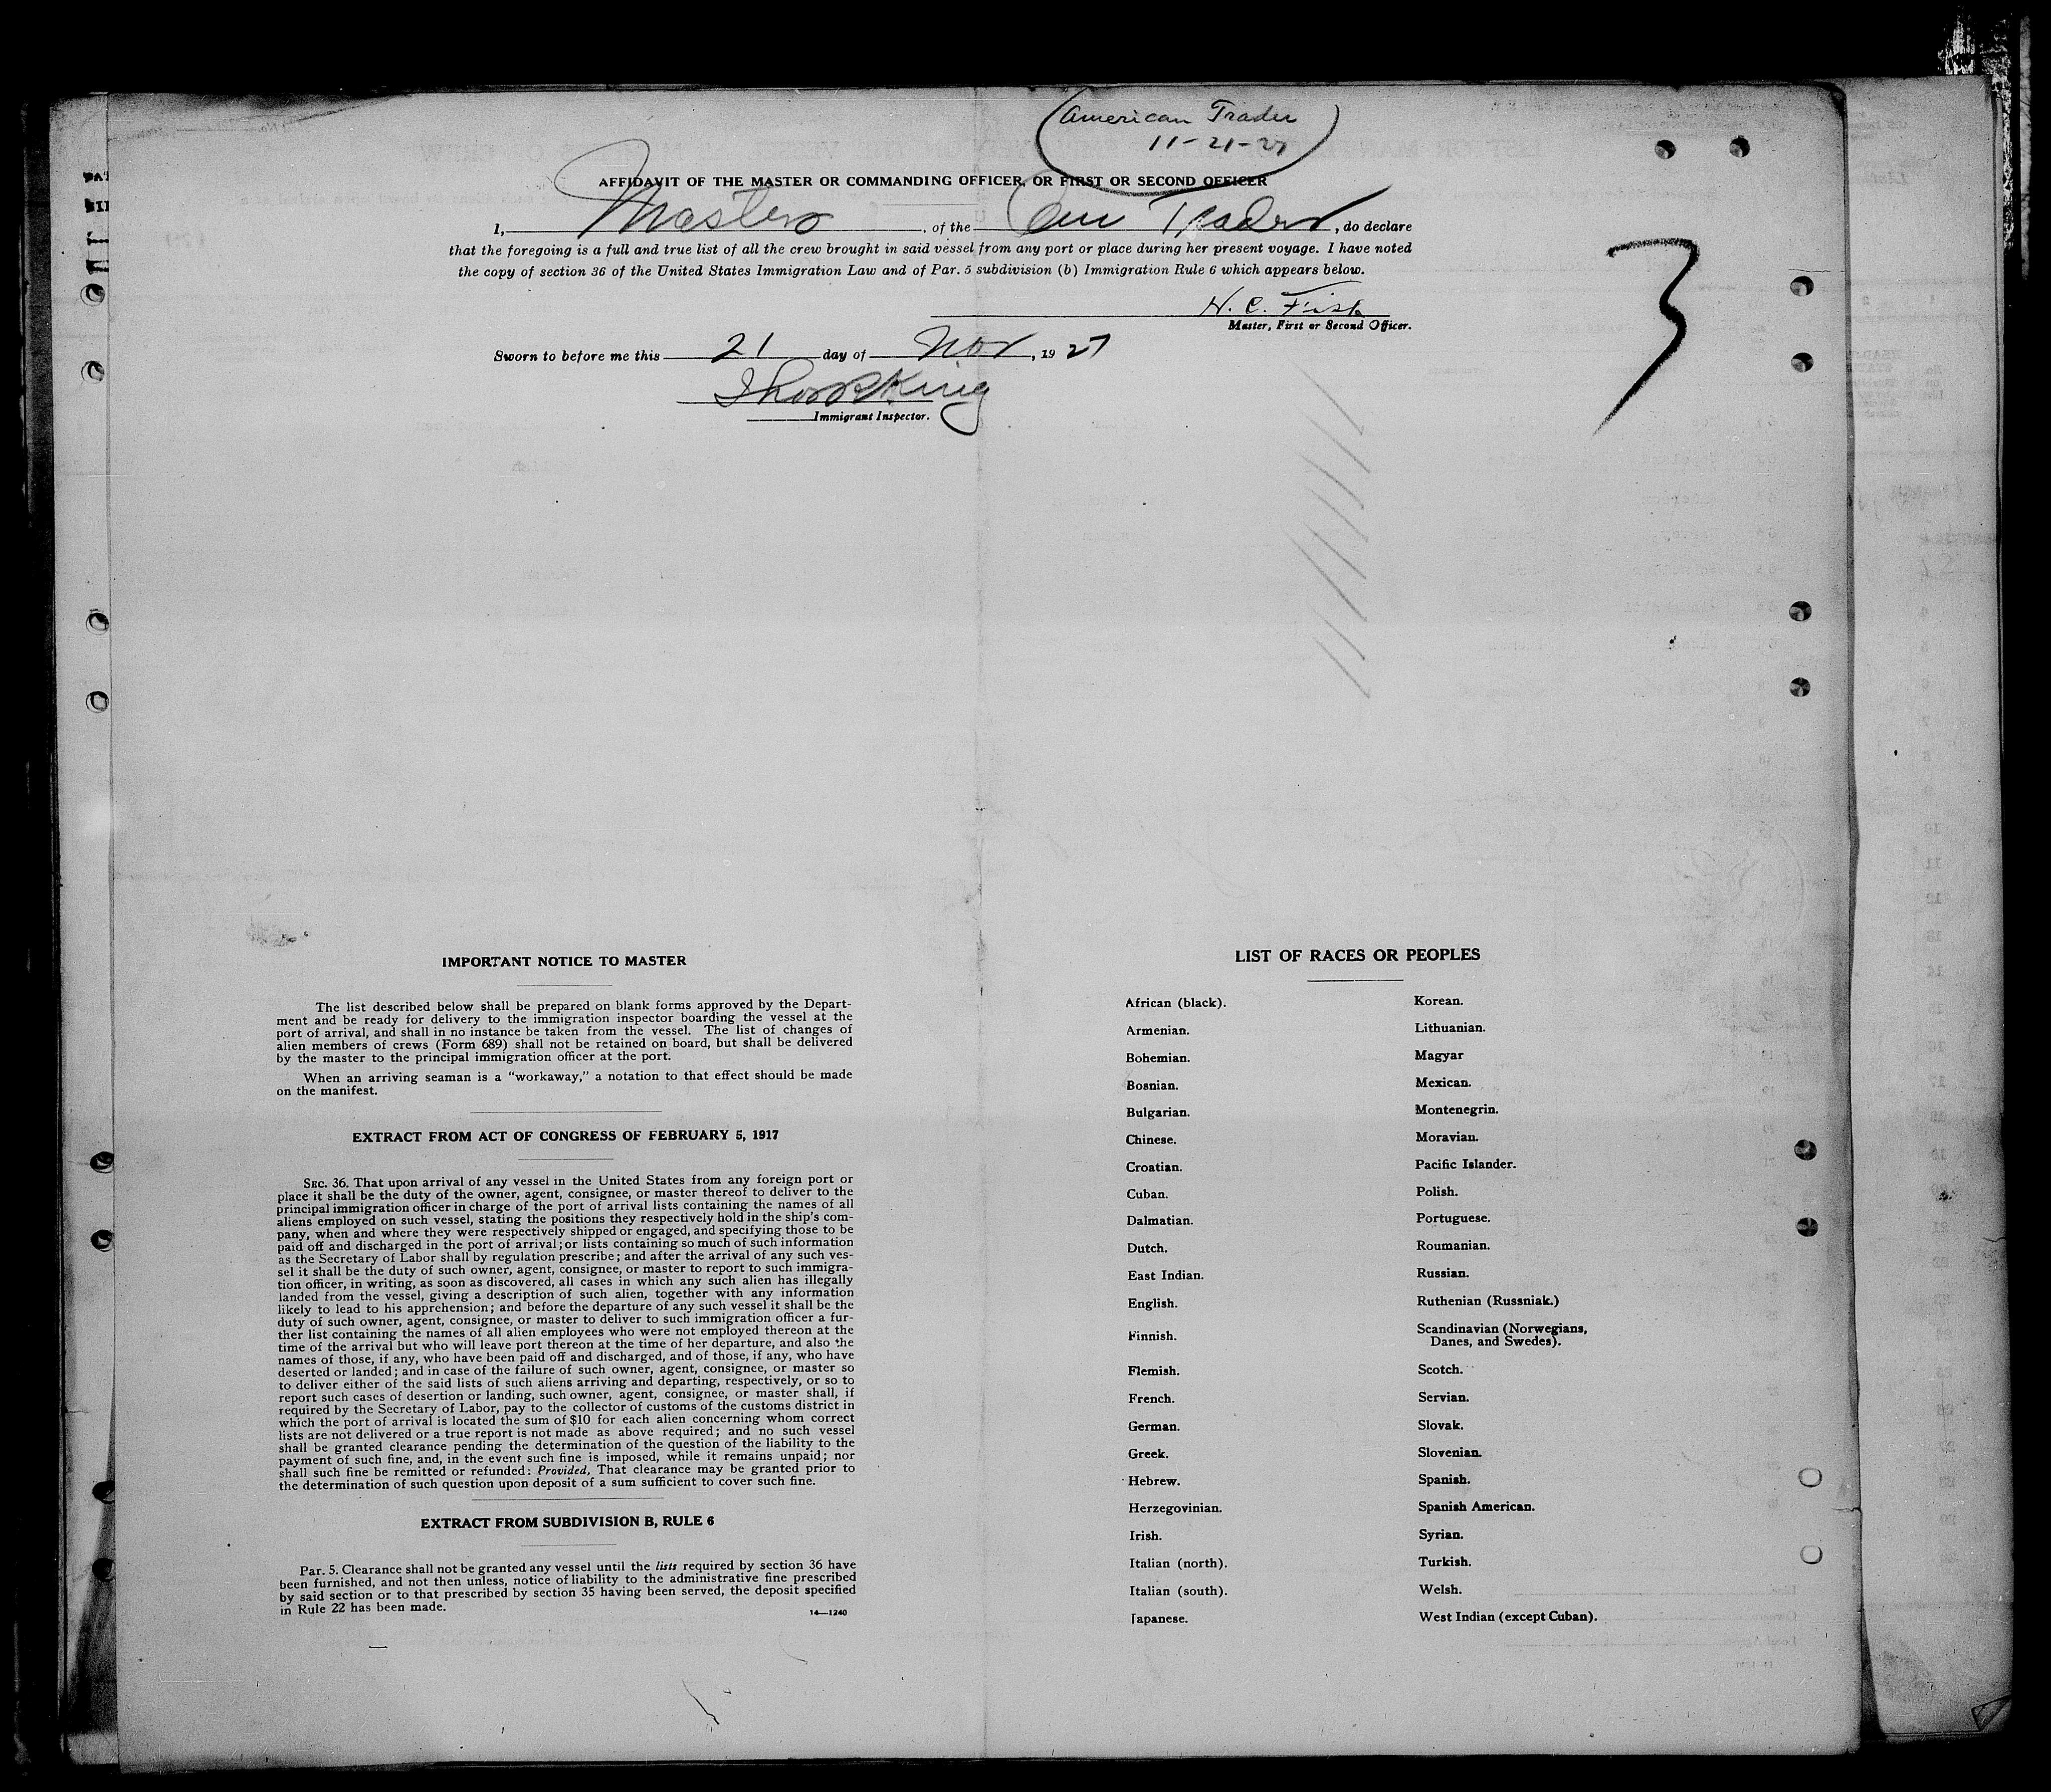 American Trader
11-21-27
AFFIDAVIT OF THE MASTER OR COMMANDING OFFICER, OR FIRST OR SECOND OFFICER
I, Master, of the Am Trader, do declare
that the foregoing is a full and true list of all the crew brought in said vessel from any port or place during her present voyage. I have noted
the copy of section 36 of the United States Immigration Law and of Par. 5 subdivision (b) Immigration Rule 6 which appears below.
3
H. C. Fisk
Master, First or Second Officer.
Sworn to before me this 21 day of Nov, 1927
King
Immigrant Inspector.
IMPORTANT NOTICE TO MASTER
The list described below shall be prepared on blank forms approved by the Depart-
ment and be ready for delivery to the immigration inspector boarding the vessel at the
port of arrival, and shall in no instance be taken from the vessel. The list of changes of
alien members of crews (Form 689) shall not be retained on board, but shall be delivered
by the master to the principal immigration officer at the port.
When an arriving seaman is a "workaway," a notation to that effect should be made
on the manifest.
EXTRACT FROM ACT OF CONGRESS OF FEBRUARY 5, 1917
SEC. 36. That upon arrival of any vessel in the United States from any foreign port or
place it shall be the duty of the owner, agent, consignee, or master thereof to deliver to the
principal immigration officer in charge of the port of arrival lists containing the names of all
aliens employed on such vessel, stating the positions they respectively hold in the ship's com-
pany, when and where they were respectively shipped or engaged, and specifying those to be
paid off and discharged in the port of arrival; or lists containing so much of such information
as the Secretary of Labor shall by regulation prescribe; and after the arrival of any such ves-
sel it shall be the duty of such owner, agent, consignee, or master to report to such immigra-
tion officer, in writing, as soon as discovered, all cases in which any such alien has illegally
landed from the vessel, giving a description of such alien, together with any information
likely to lead to his apprehension; and before the departure of any such vessel it shall be the
duty of such owner, agent, consignee, or master to deliver to such immigration officer a fur-
ther list containing the names of all alien employees who were not employed thereon at the
time of the arrival but who will leave port thereon at the time of her departure, and also the
names of those, if any, who have been paid off and discharged, and of those, if any, who have
deserted or landed; and in case of the failure of such owner, agent, consignee, or master so
to deliver either of the said lists of such aliens arriving and departing, respectively, or so to
report such cases of desertion or landing, such owner, agent, consignee, or master shall, if
required by the Secretary of Labor, pay to the collector of customs of the customs district in
which the port of arrival is located the sum of $10 for each alien concerning whom correct
lists are not delivered or a true report is not made as above required; and no such vessel
shall be granted clearance pending the determination of the question of the liability to the
payment of such fine, and, in the event such fine is imposed, while it remains unpaid; nor
shall such fine be remitted or refunded: Provided, That clearance may be granted prior to
the determination of such question upon deposit of a sum sufficient to cover such fine.
EXTRACT FROM SUBDIVISION B, RULE 6
Par. 5. Clearance shall not be granted any vessel until the lists required by section 36 have
been furnished, and not then unless, notice of liability to the administrative fine prescribed
by said section or to that prescribed by section 35 having been served, the deposit specified
in Rule 22 has been made.
14—1240
LIST OF RACES OR PEOPLES
African (black).
Armenian.
Bohemian.
Bosnian.
Bulgarian.
Chinese.
Croatian.
Cuban.
Dalmatian.
Dutch.
East Indian.
English.
Finnish.
Flemish.
French.
German.
Greek.
Hebrew.
Herzegovinian.
Irish.
Italian (north).
Italian (south).
Japanese.
Korean.
Lithuanian.
Magyar
Mexican.
Montenegrin.
Moravian.
Pacific Islander.
Polish.
Portuguese.
Roumanian.
Russian.
Ruthenian (Russniak.)
Scandinavian (Norwegians,
Danes, and Swedes).
Scotch.
Servian.
Slovak.
Slovenian.
Spanish.
Spanish American.
Syrian.
Turkish.
Welsh.
West Indian (except Cuban).